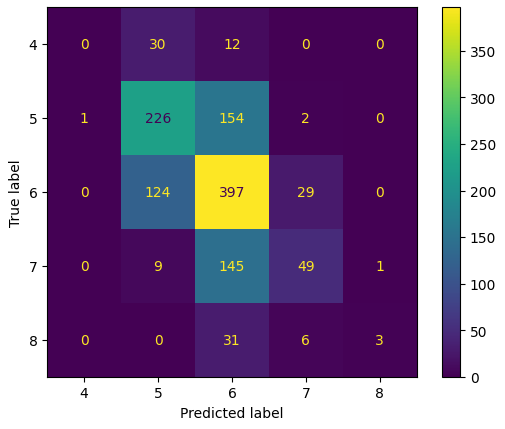 4 0 30 12 0 0
5 1 226 154 2 0
6 0 124 397 29 0
7 0 9 145 49 1
8 0 0 31 6 3
4 5 6 7 8
Predicted label
True label
350
300
250
200
150
100
50
0